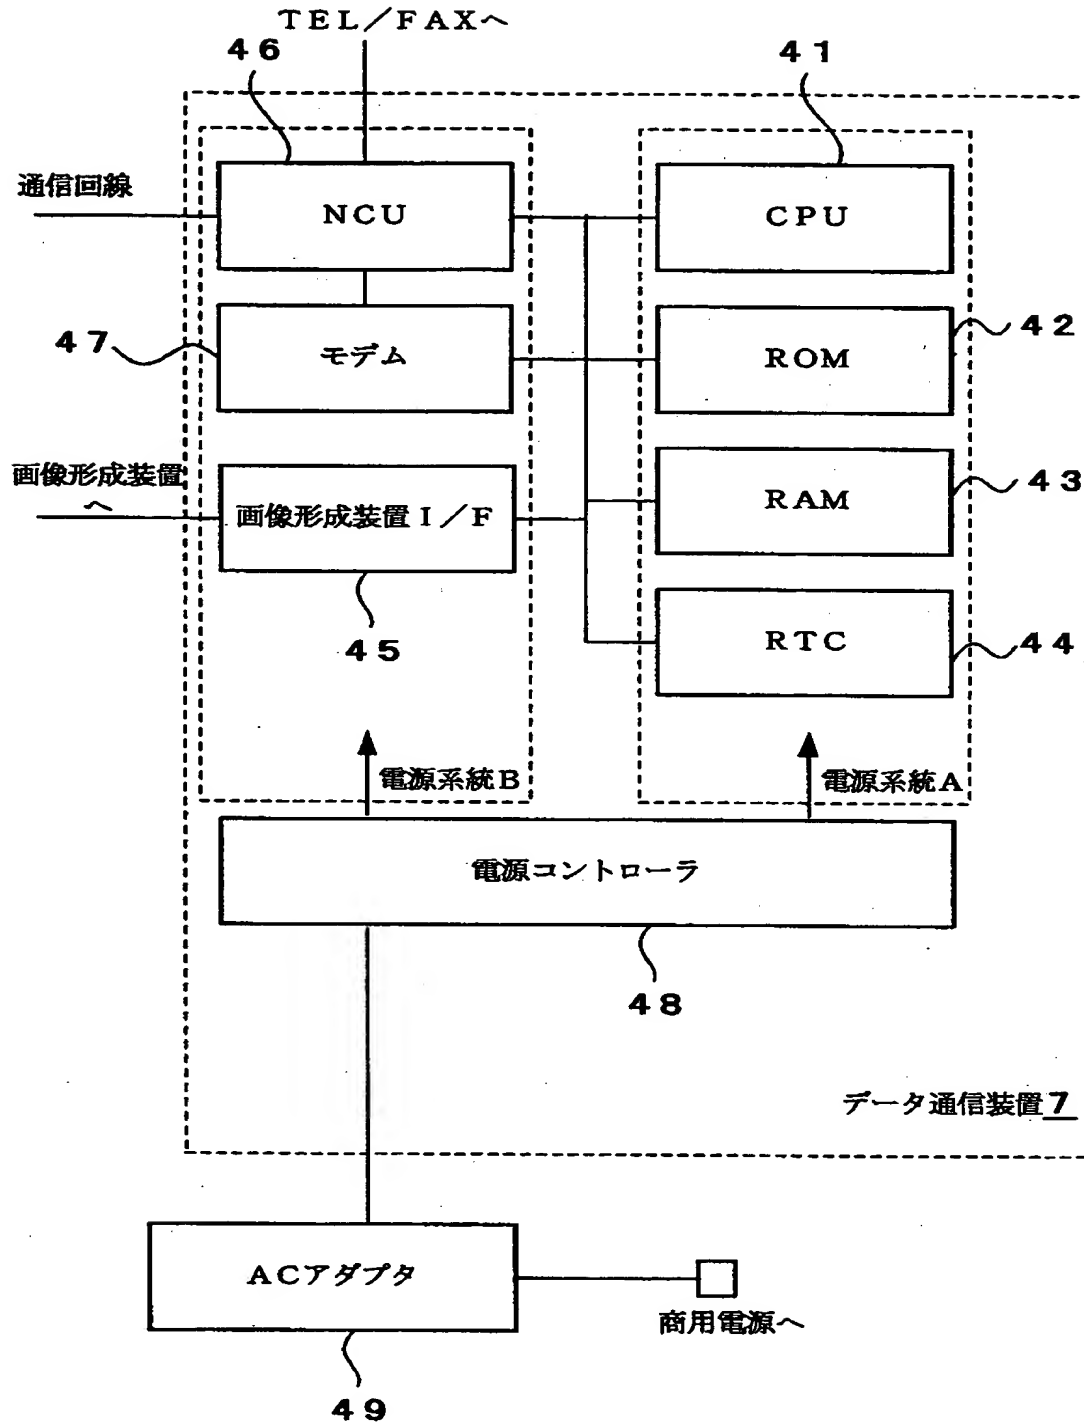 TEL/FAXへ
46
41
通信回線
NCU
CPU
47
モデム
ROM
42
画像形成装置
へ
画像形成装置I/F
RAM
43
45
RTC
44
電源系統B
電源系統A
電源コントローラ
48
データ通信装置7
ACアダプタ
商用電源へ
49